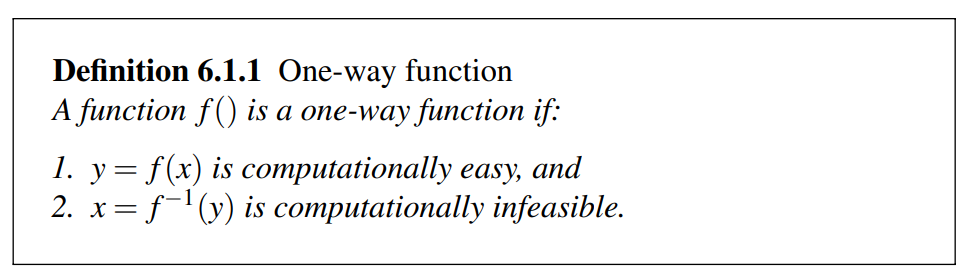 Definition 6.1.1 One-way function
A function f() is a one-way function if:
1. y = f(x) is computationally easy, and
2. x = f⁻¹(y) is computationally infeasible.